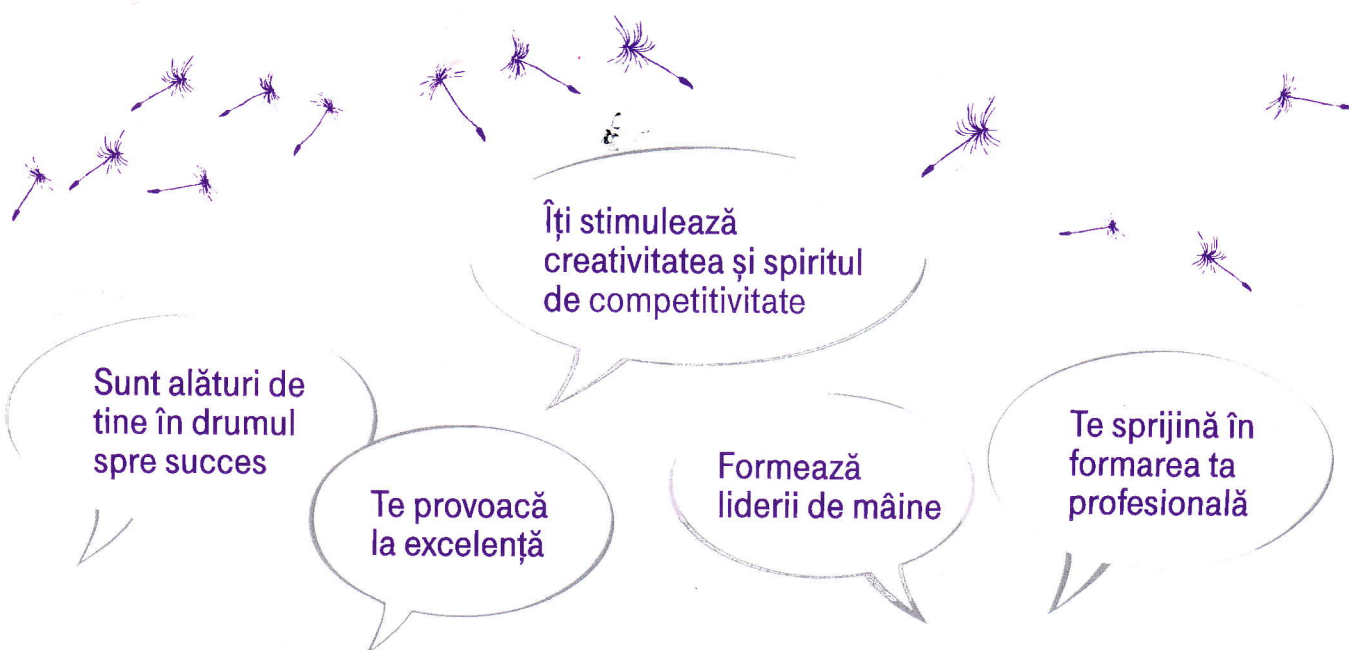 Îți stimulează
creativitatea și spiritul
de competitivitate
Sunt alături de
tine în drumul
spre succes
Te provoacă
la excelență
Formează
liderii de mâine
Te sprijină în
formarea ta
profesională